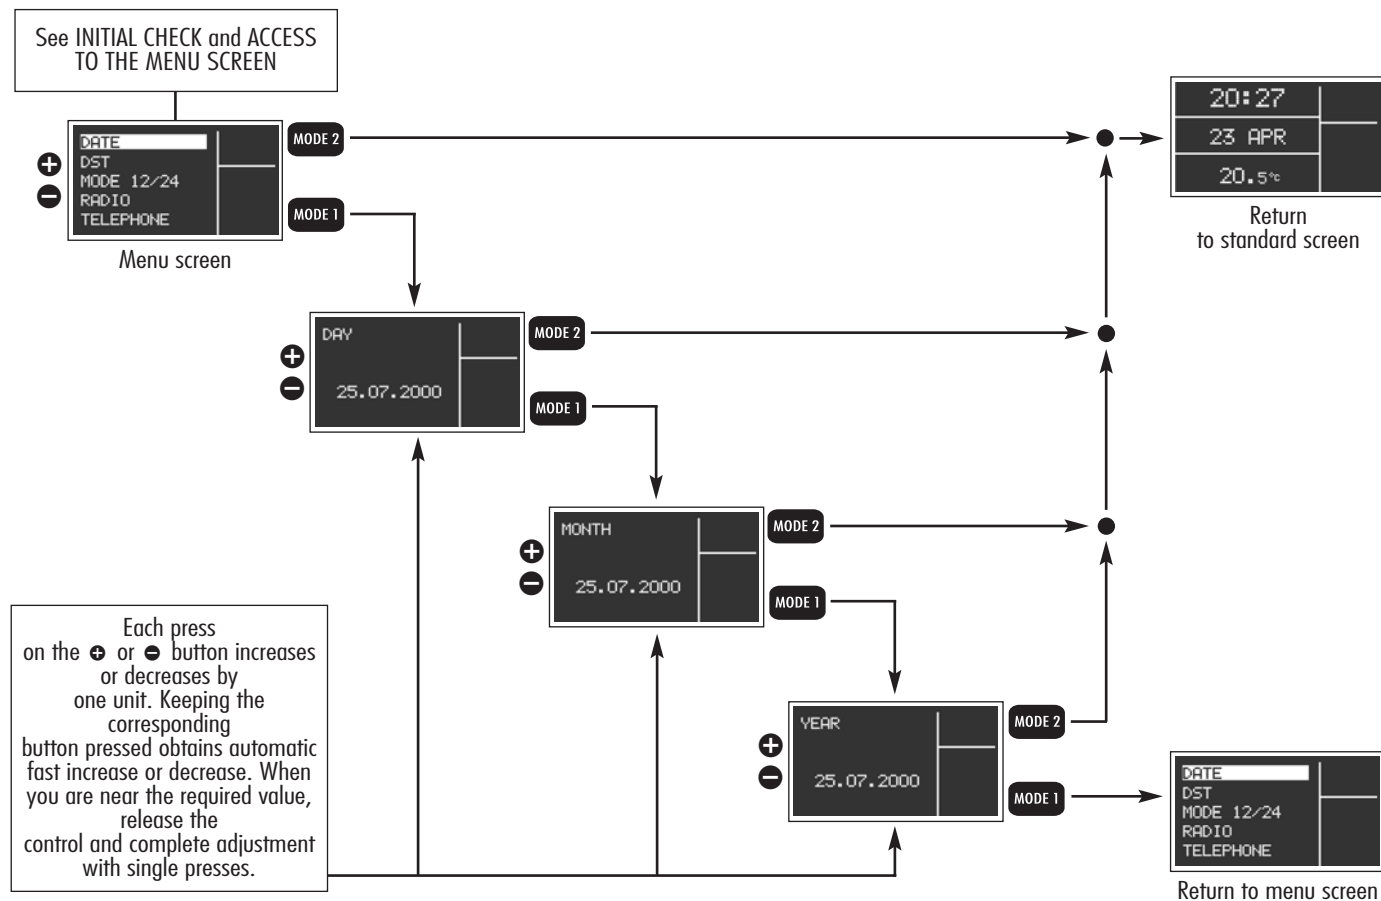 See INITIAL CHECK and ACCESS
TO THE MENU SCREEN
DATE
DST
MODE 12/24
RADIO
TELEPHONE
MODE 2
MODE 1
Menu screen
20:27
23 APR
20.5°c
Return
to standard screen
DAY
25.07.2000
MODE 2
MODE 1
MONTH
25.07.2000
MODE 2
MODE 1
Each press
on the + or - button increases
or decreases by
one unit. Keeping the
corresponding
button pressed obtains automatic
fast increase or decrease. When
you are near the required value,
release the
control and complete adjustment
with single presses.
YEAR
25.07.2000
MODE 2
MODE 1
DATE
DST
MODE 12/24
RADIO
TELEPHONE
Return to menu screen